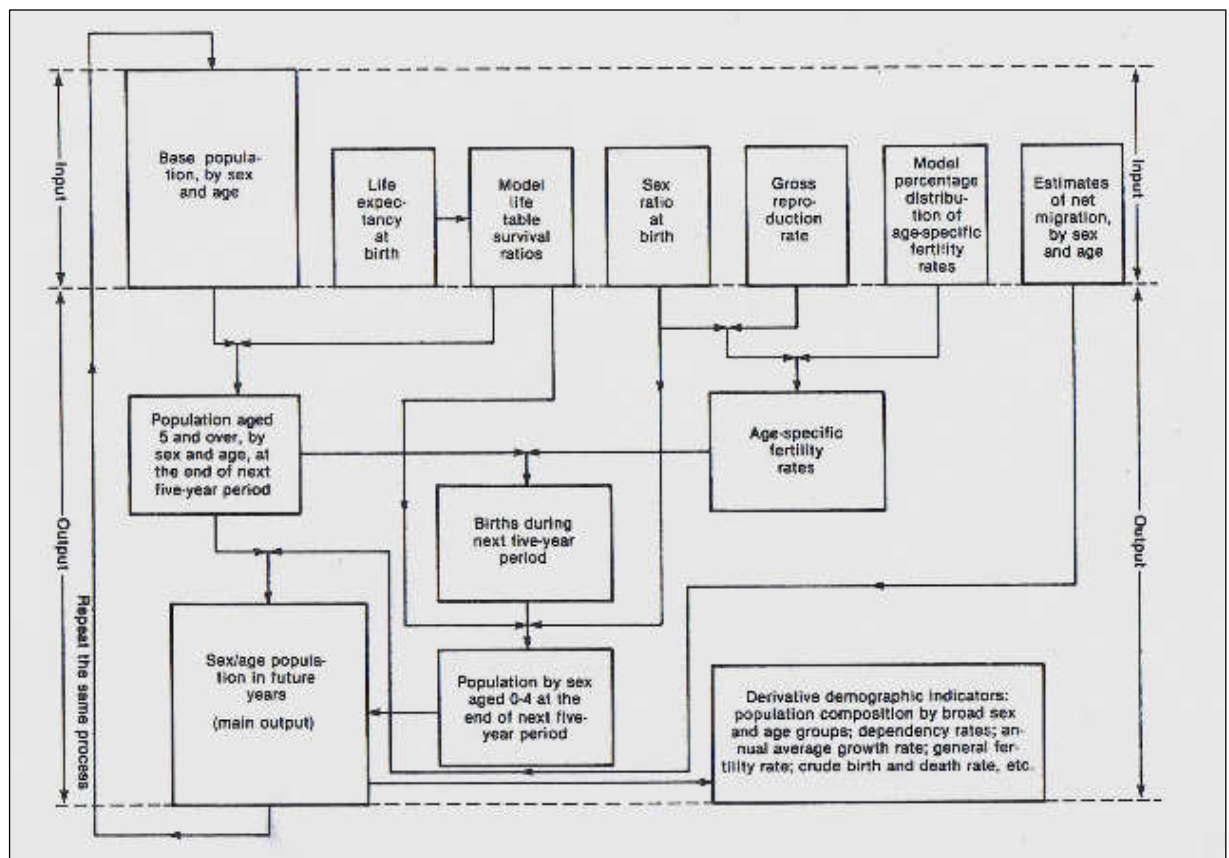 Input
Base popula-
tion, by sex
and age
Life
expec-
tancy
at
birth
Model
life
table
survival
ratios
Sex
ratio
at
birth
Gross
repro-
duction
rate
Model
percentage
distribu-
tion of
age-specific
fertility
rates
Estimates
of net
migration,
by sex
and age
Input
Output
Population aged
5 and over, by
sex and age, at
the end of next
five-year period
Age-specific
fertility
rates
Births during
next five-year
period
Output
Repeat the same process
Sex/age popula-
tion in future
years
(main output)
Population by sex
aged 0-4 at the
end of next five-
year period
Derivative demographic indicators:
population composition by broad sex
and age groups; dependency rates; an-
nual average growth rate; general fer-
tility rate; crude birth and death rate, etc.